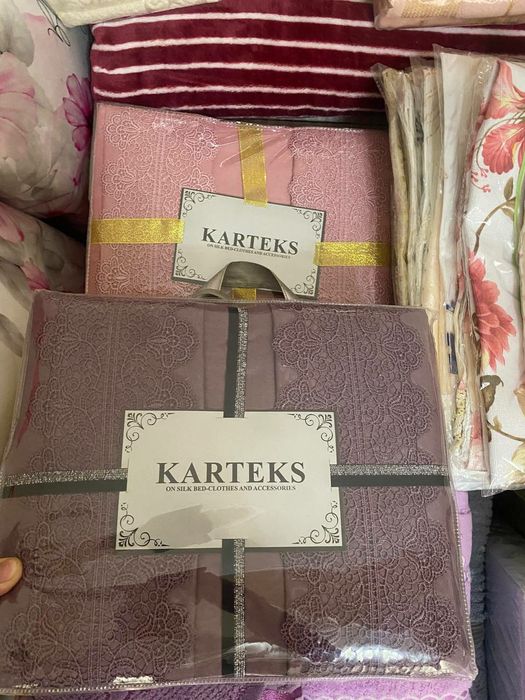 KARTEKS
ON SILK BED-CLOTHES AND ACCESSORIES
KARTEKS
ON SILK BED-CLOTHES AND ACCESSORIES